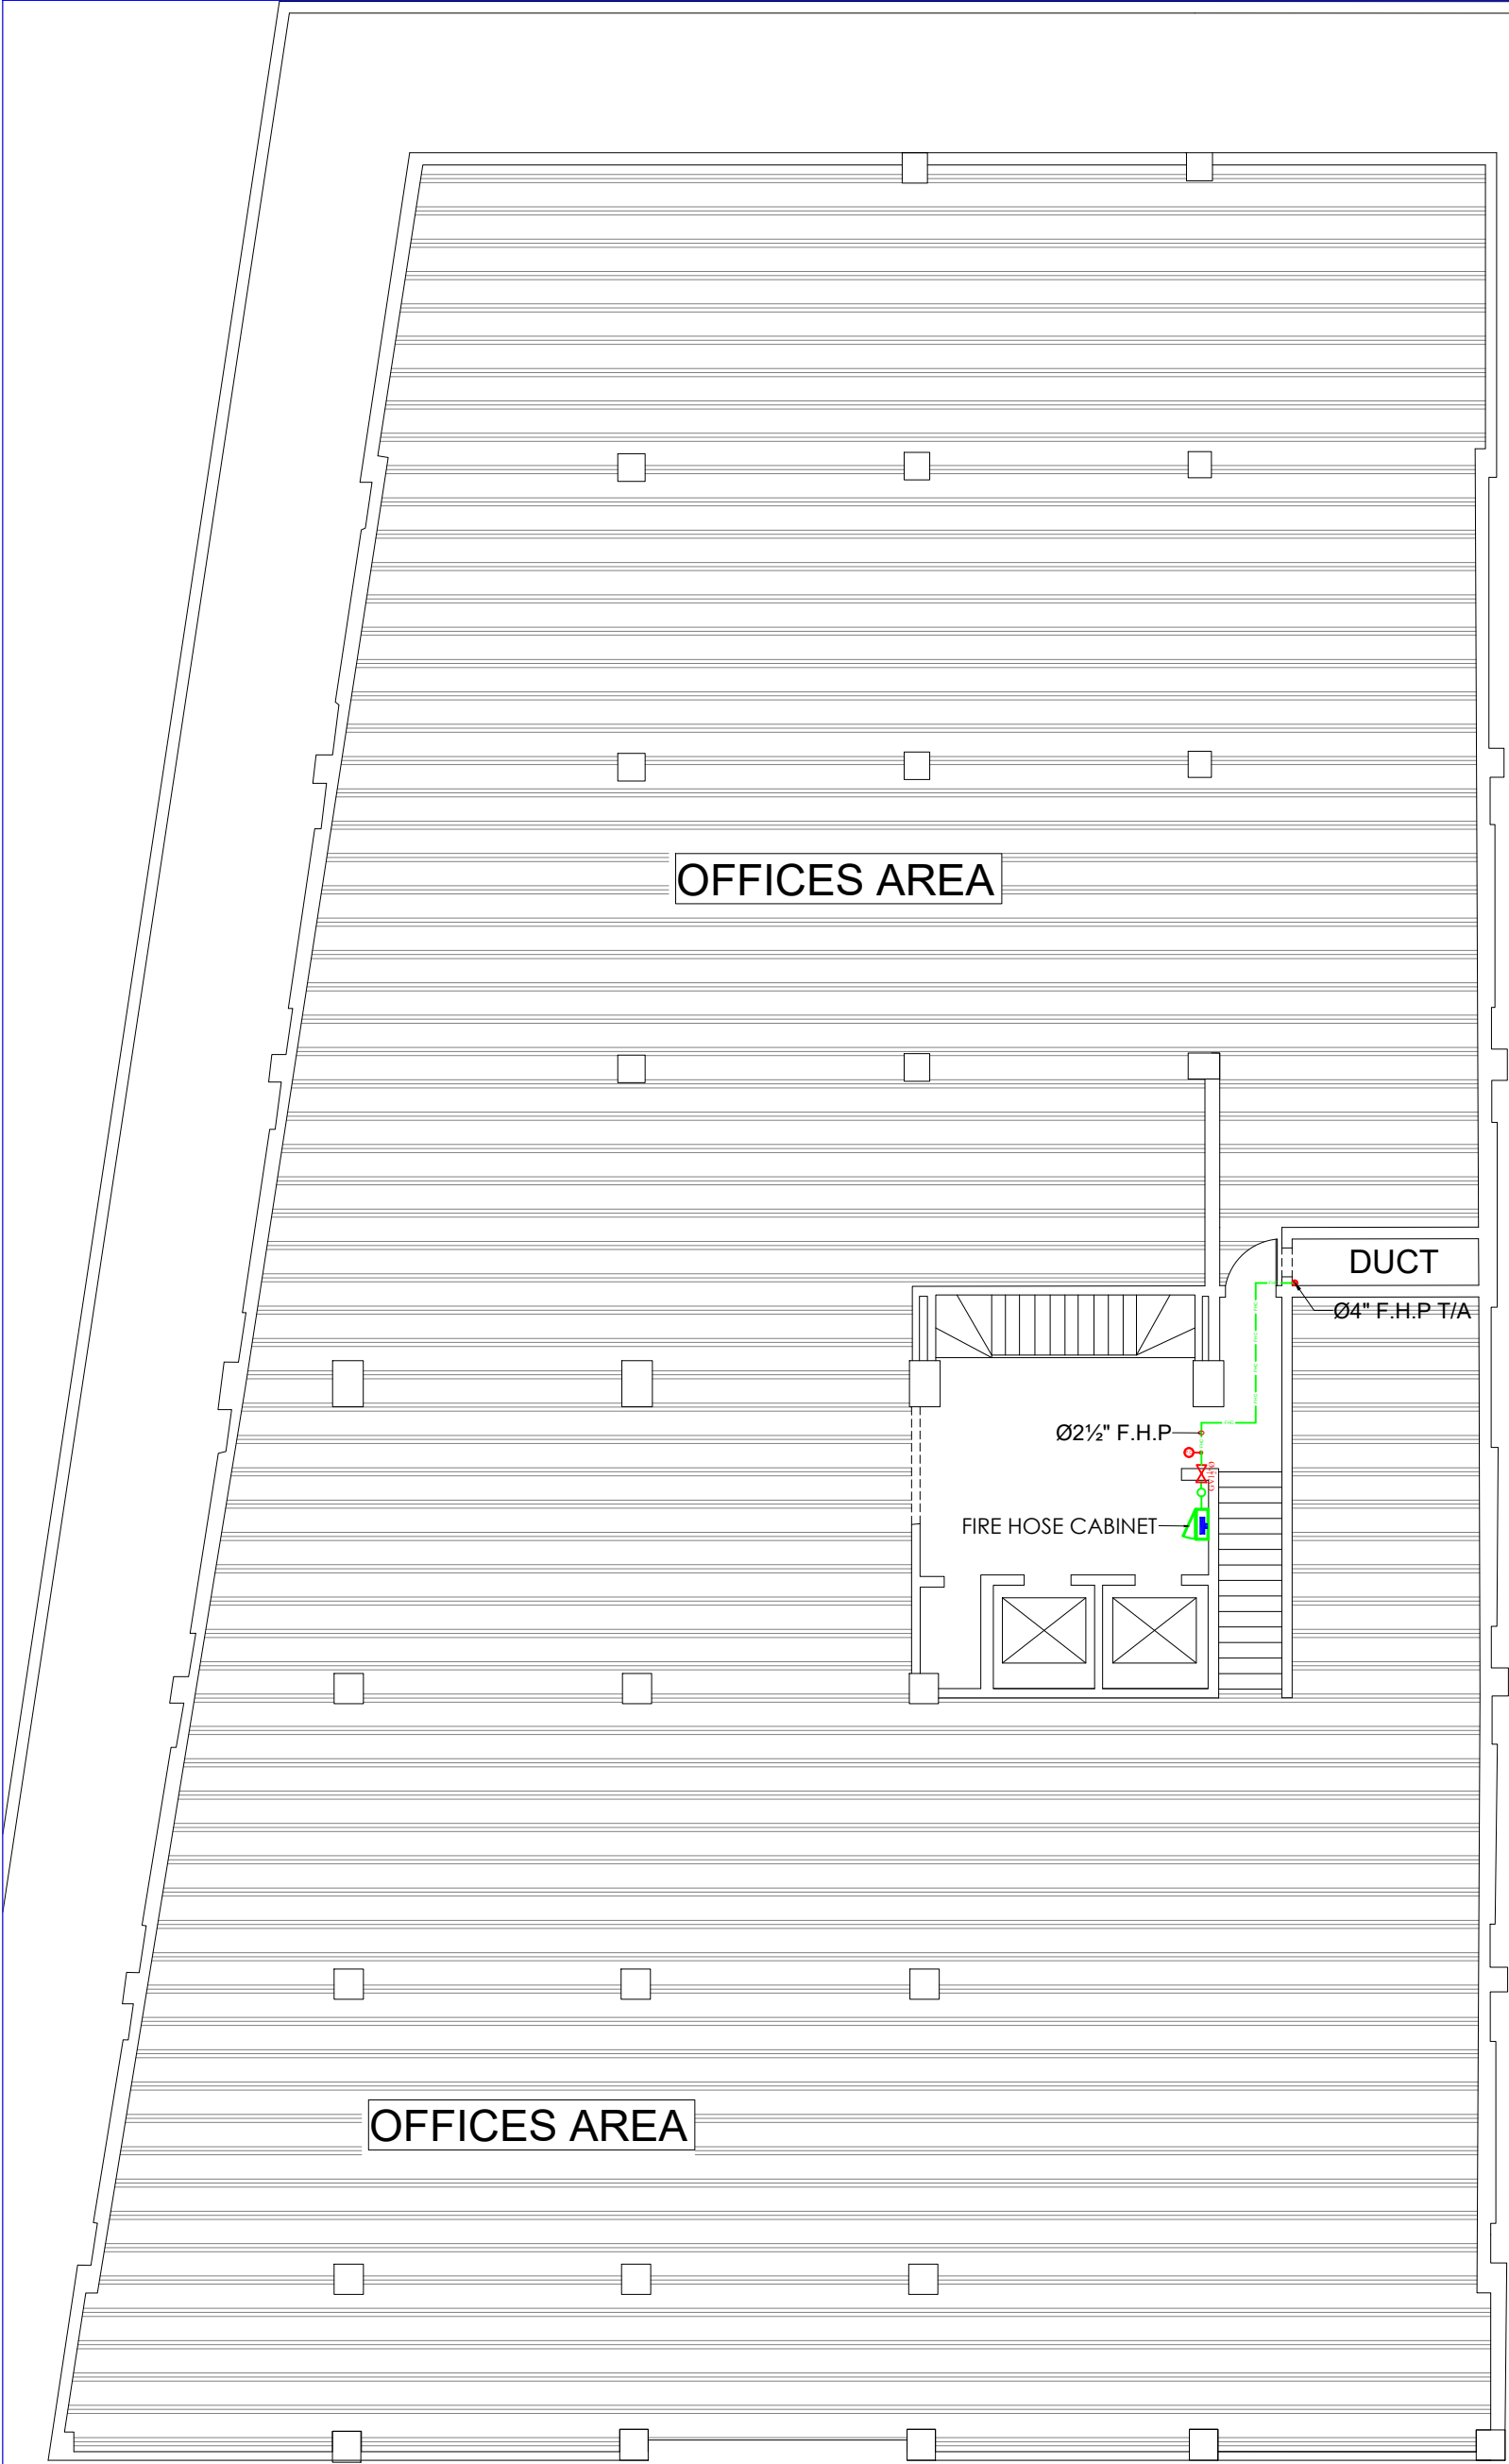 OFFICES AREA
DUCT
Ø4" F.H.P T/A
Ø2½" F.H.P
FIRE HOSE CABINET
OFFICES AREA